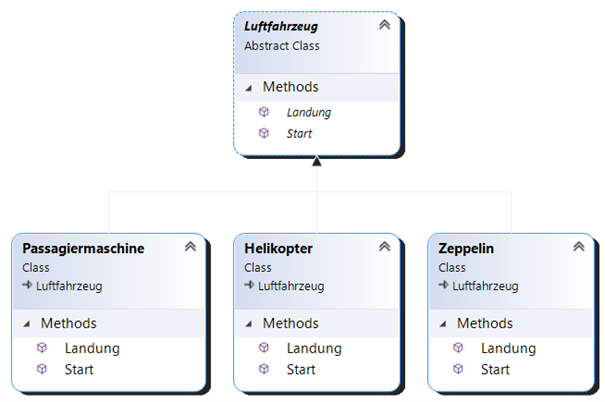 Luftfahrzeug
Abstract Class
Methods
Landung
Start
Passagiermaschine
Class
Luftfahrzeug
Methods
Landung
Start
Helikopter
Class
Luftfahrzeug
Methods
Landung
Start
Zeppelin
Class
Luftfahrzeug
Methods
Landung
Start